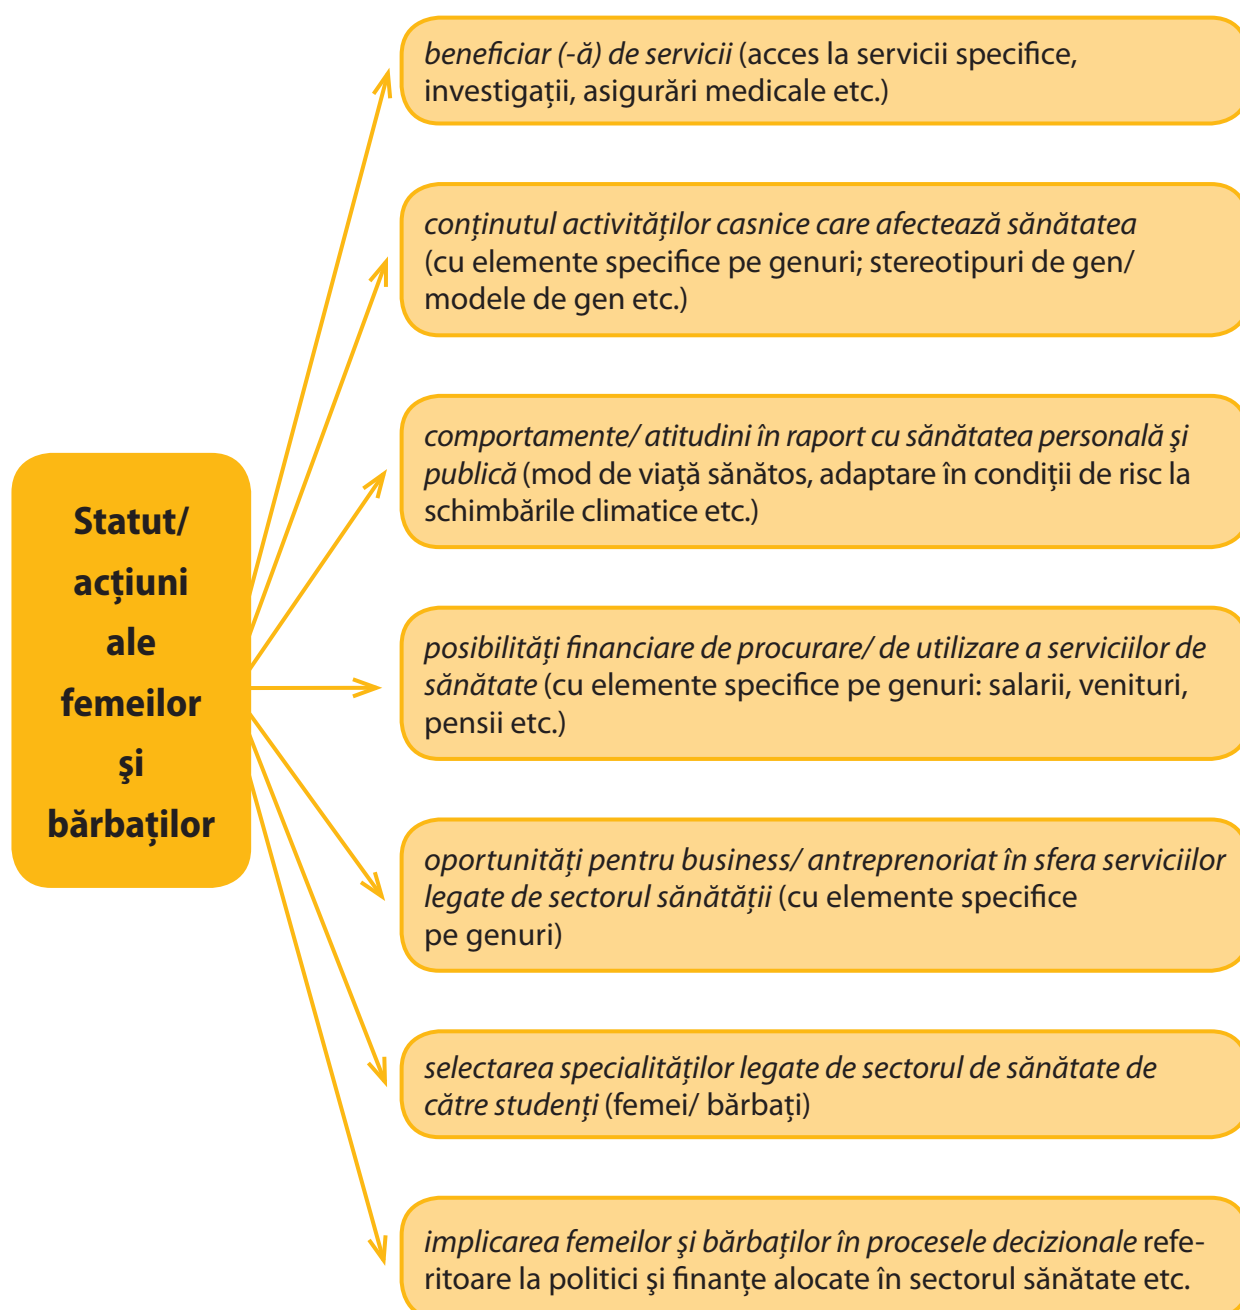 beneficiar (-ă) de servicii (acces la servicii specifice,
investigații, asigurări medicale etc.)
conținutul activităților casnice care afectează sănătatea
(cu elemente specifice pe genuri; stereotipuri de gen/
modele de gen etc.)
comportamente/ atitudini în raport cu sănătatea personală şi
publică (mod de viață sănătos, adaptare în condiții de risc la
schimbările climatice etc.)
Statut/
acțiuni
ale
femeilor
şi
bărbaților
posibilități financiare de procurare/ de utilizare a serviciilor de
sănătate (cu elemente specifice pe genuri: salarii, venituri,
pensii etc.)
oportunități pentru business/ antreprenoriat în sfera serviciilor
legate de sectorul sănătății (cu elemente specifice
pe genuri)
selectarea specialităților legate de sectorul de sănătate de
către studenți (femei/ bărbați)
implicarea femeilor şi bărbaților în procesele decizionale refe-
ritoare la politici şi finanțe alocate în sectorul sănătate etc.